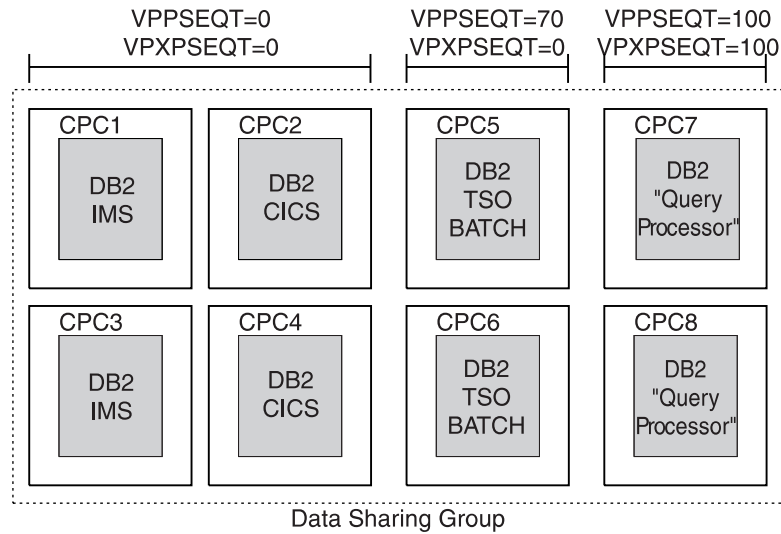 VPPSEQT=0
VPXPSEQT=0
VPPSEQT=70
VPXPSEQT=0
VPPSEQT=100
VPXPSEQT=100
CPC1
DB2
IMS
CPC2
DB2
CICS
CPC5
DB2
TSO
BATCH
CPC7
DB2
"Query
Processor"
CPC3
DB2
IMS
CPC4
DB2
CICS
CPC6
DB2
TSO
BATCH
CPC8
DB2
"Query
Processor"
Data Sharing Group